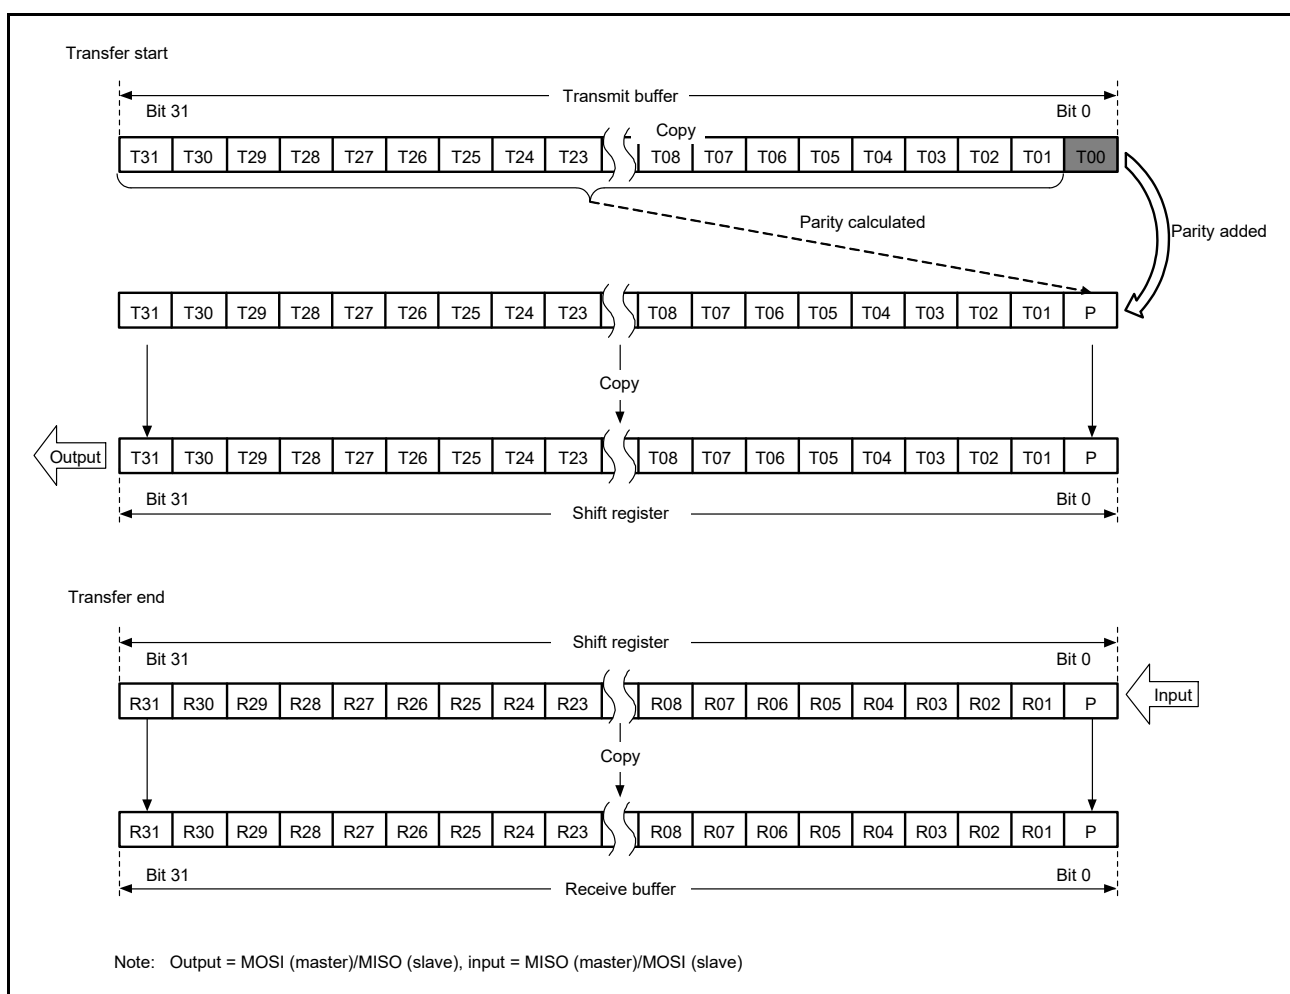 Transfer start
Transmit buffer
Bit 31 Bit 0
Copy
T31 T30 T29 T28 T27 T26 T25 T24 T23 T08 T07 T06 T05 T04 T03 T02 T01 T00
Parity calculated
Parity added
T31 T30 T29 T28 T27 T26 T25 T24 T23 T08 T07 T06 T05 T04 T03 T02 T01 P
Copy
Output T31 T30 T29 T28 T27 T26 T25 T24 T23 T08 T07 T06 T05 T04 T03 T02 T01 P
Bit 31 Bit 0
Shift register
Transfer end
Shift register
Bit 31 Bit 0
R31 R30 R29 R28 R27 R26 R25 R24 R23 R08 R07 R06 R05 R04 R03 R02 R01 P Input
Copy
R31 R30 R29 R28 R27 R26 R25 R24 R23 R08 R07 R06 R05 R04 R03 R02 R01 P
Bit 31 Bit 0
Receive buffer
Note: Output = MOSI (master)/MISO (slave), input = MISO (master)/MOSI (slave)